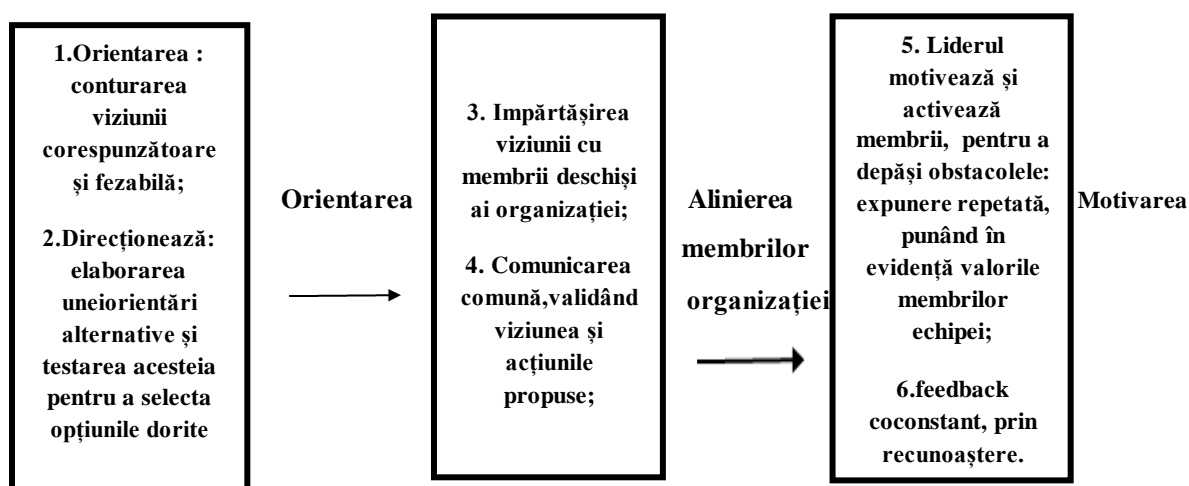 1.Orientarea :
conturarea
viziunii
corespunzătoare
și fezabilă;
2.Direcționează:
elaborarea
uneiorientări
alternative și
testarea acesteia
pentru a selecta
opțiunile dorite
Orientarea
3. Impărtășirea
viziunii cu
membrii deschiși
ai organizației;
4. Comunicarea
comună,validând
viziunea și
acțiunile
propuse;
Alinierea
membrilor
organizației
5. Liderul
motivează și
activează
membrii, pentru a
depăși obstacolele:
expunere repetată,
punând în
evidență valorile
membrilor
echipei;
6.feedback
coconstant, prin
recunoaștere.
Motivarea